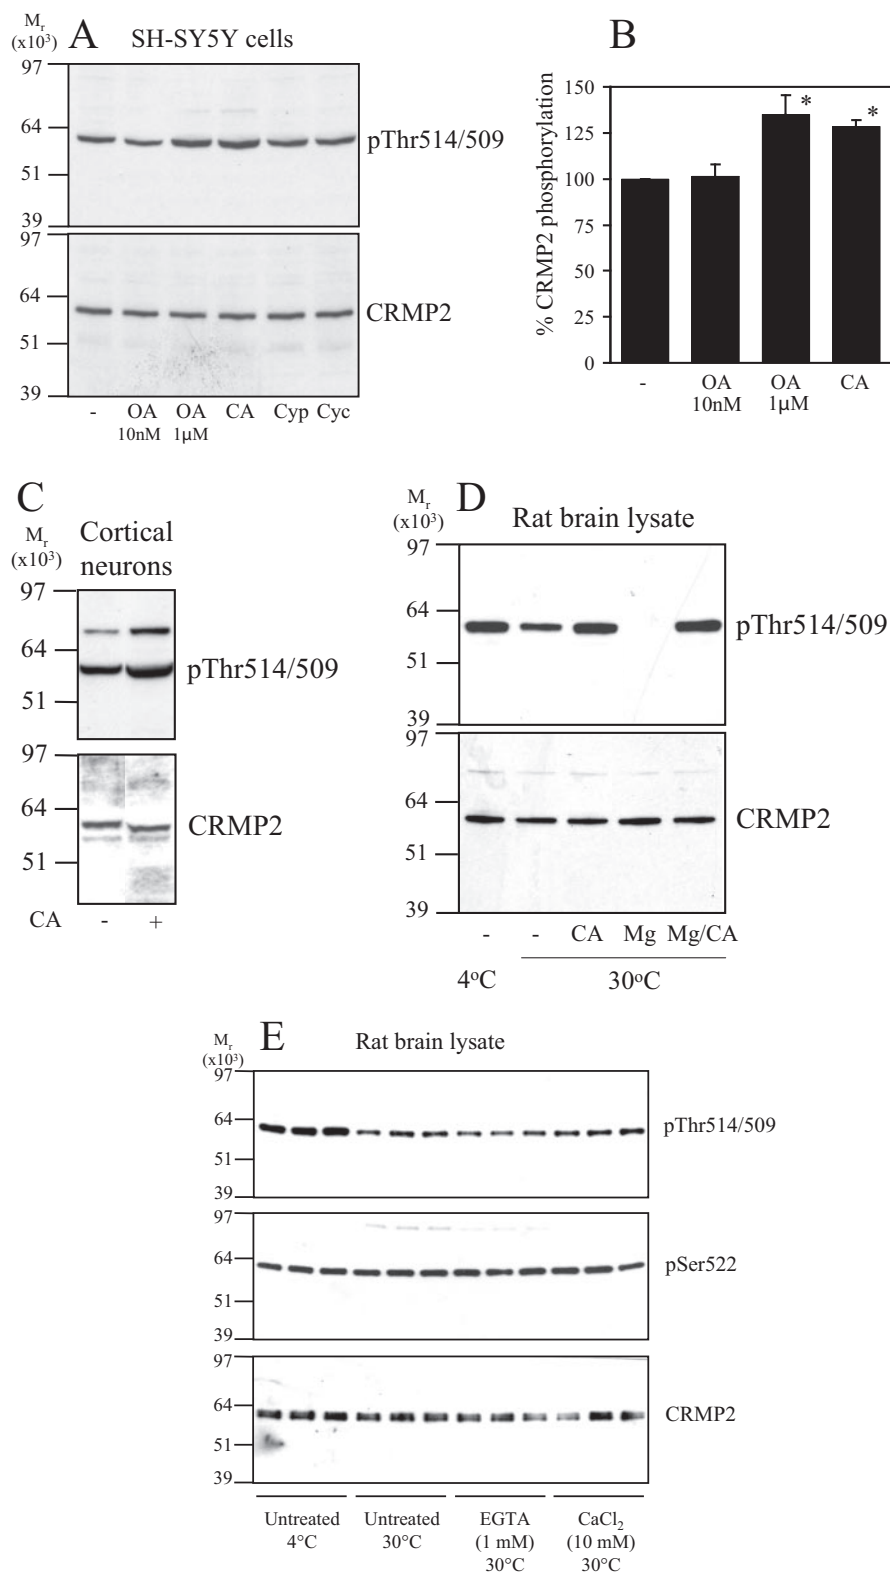 A
M_r
(x10³)
SH-SY5Y cells
97
64
51
39
pThr514/509
97
64
51
39
CRMP2
- OA OA CA Cyp Cyc
10nM 1µM
B
% CRMP2 phosphorylation
150
125
100
75
50
25
0
* *
- OA OA CA
10nM 1µM
C
M_r
(x10³)
Cortical
neurons
97
64
51
pThr514/509
97
64
51
CRMP2
CA - +
D
M_r
(x10³)
Rat brain lysate
97
64
51
39
pThr514/509
97
64
51
39
CRMP2
- - CA Mg Mg/CA
4°C 30°C
E
M_r
(x10³)
Rat brain lysate
97
64
51
39
pThr514/509
97
64
51
39
pSer522
97
64
51
39
CRMP2
Untreated Untreated EGTA CaCl₂
4°C 30°C (1 mM) (10 mM)
30°C 30°C